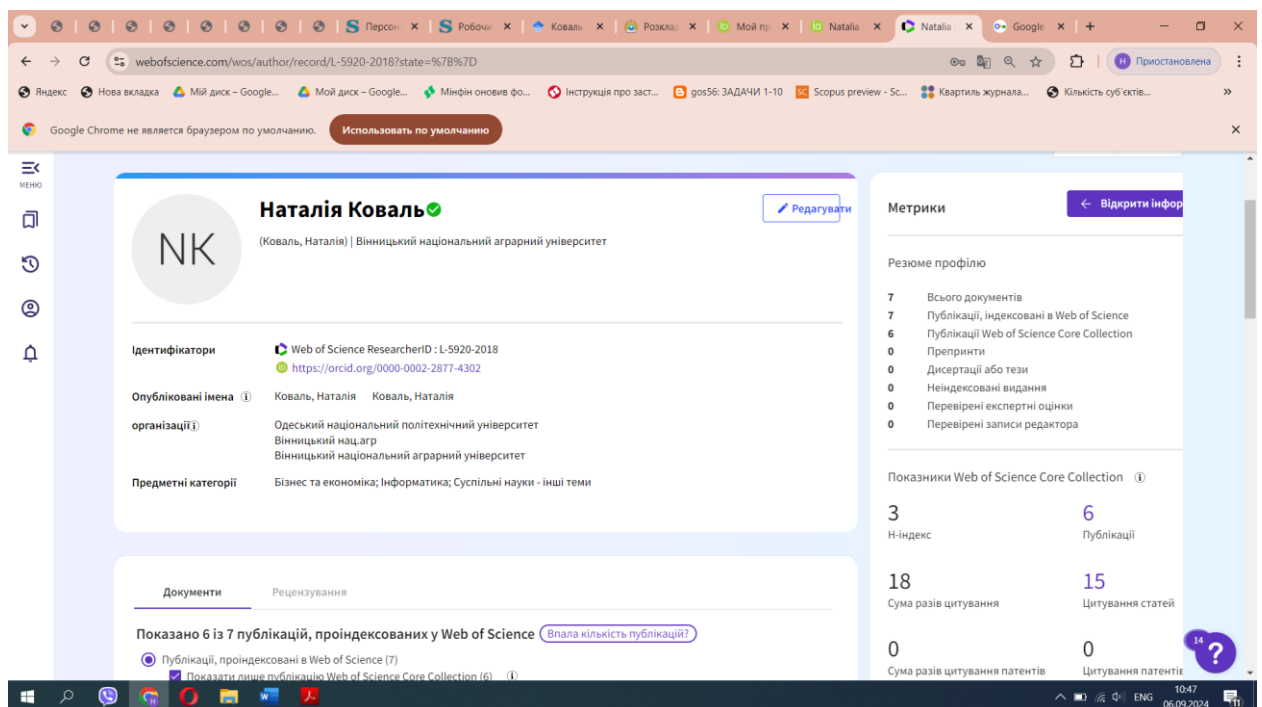 Персон
Робочи
Коваль
Розклад
Мой пр
Natalia
Natalia
Google
webofscience.com/wos/author/record/L-5920-2018?state=%7B%7D
Н Приостановлена
Яндекс Нова вкладка Мій диск – Google... Мой диск – Google... Мінфін оновив фо... Інструкція про заст... gos56: ЗАДАЧИ 1-10 Scopus preview - Sc... Квартиль журнала... Кількість суб'єктів... »
Google Chrome не является браузером по умолчанию. Использовать по умолчанию
МЕНЮ
NK
Наталія Коваль
Редагувати
(Коваль, Наталія) | Вінницький національний аграрний університет
Ідентифікатори Web of Science ResearcherID : L-5920-2018
https://orcid.org/0000-0002-2877-4302
Опубліковані імена Коваль, Наталія Коваль, Наталія
організації Одеський національний політехнічний університет
Вінницький нац.агр
Вінницький національний аграрний університет
Предметні категорії Бізнес та економіка; Інформатика; Суспільні науки - інші теми
Документи Рецензування
Показано 6 із 7 публікацій, проіндексованих у Web of Science Впала кількість публікацій?
Публікації, проіндексовані в Web of Science (7)
Показати лише публікацію Web of Science Core Collection (6)
Метрики Відкрити інфор
Резюме профілю
7 Всього документів
7 Публікації, індексовані в Web of Science
6 Публікації Web of Science Core Collection
0 Препринти
0 Дисертації або тези
0 Неіндексовані видання
0 Перевірені експертні оцінки
0 Перевірені записи редактора
Показники Web of Science Core Collection
3 6
Н-індекс Публікації
18 15
Сума разів цитування Цитування статей
0 0
Сума разів цитування патентів Цитування патентів
14 ?
ENG 10:47
06.09.2024
11